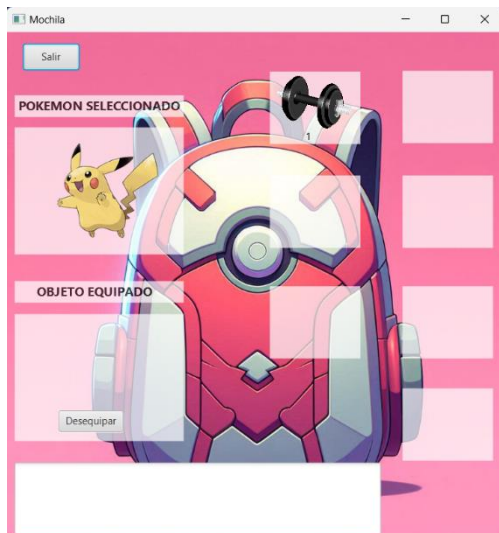 Mochila
Salir
POKEMON SELECCIONADO
1
OBJETO EQUIPADO
Desequipar